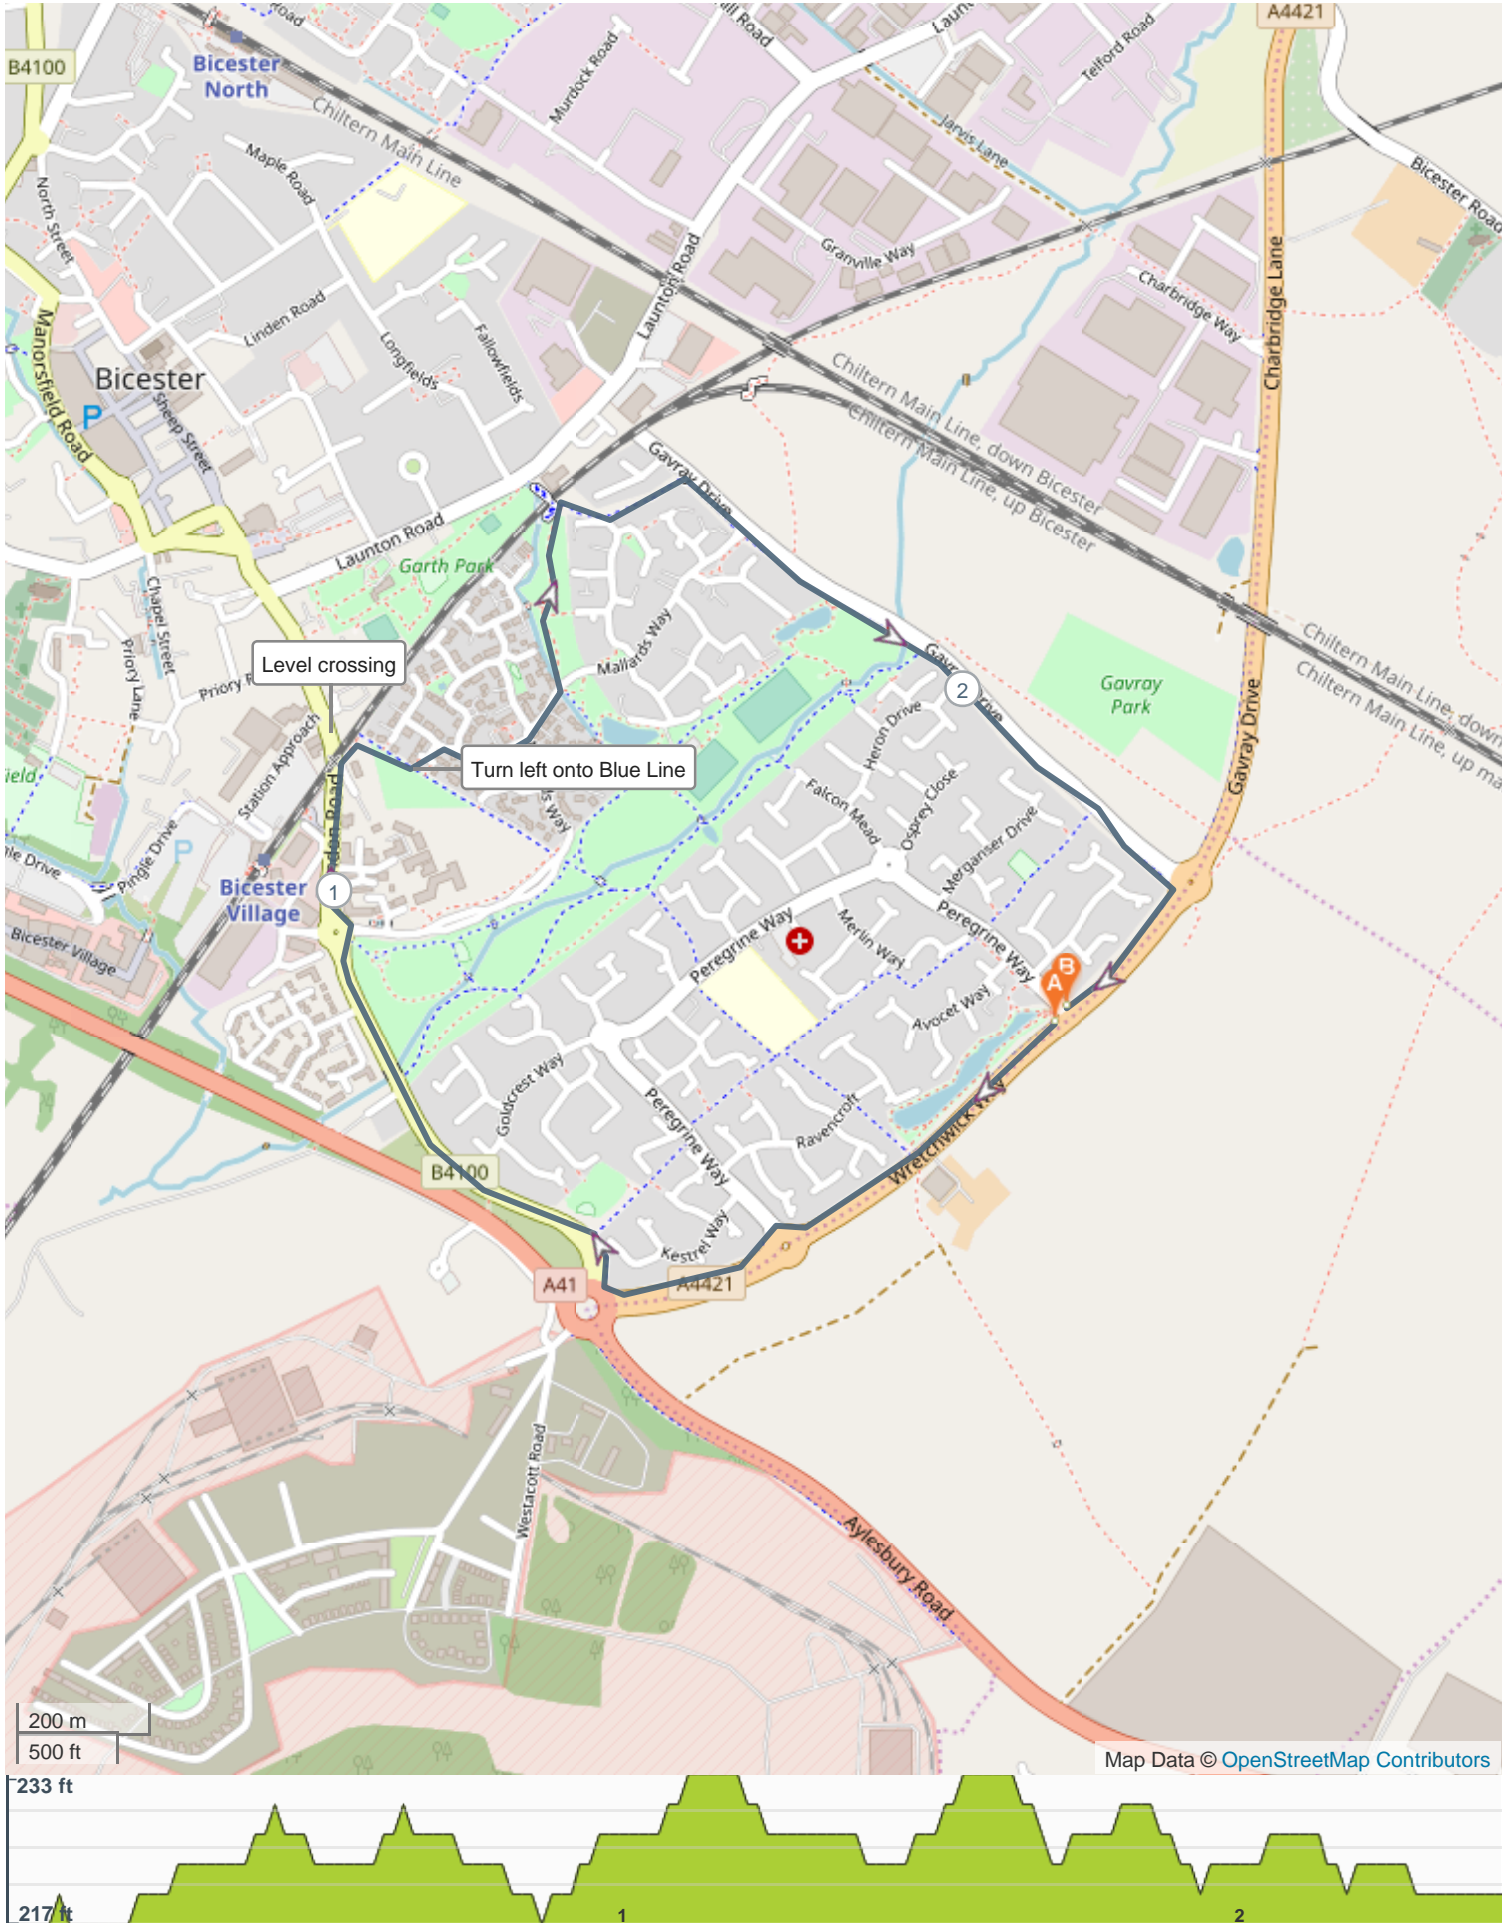 A4421
Road
B4100
Bicester
North
Road
Murdock Road
Telford Road
Chiltern Main Line
Jarvis Lane
Maple Road
North Street
Bicester Road
Launton Road
Granville Way
Charbridge Lane
Charbridge Way
Linden Road
Manorsfield Road
Longfields
Fallowfields
Bicester
P
Sheep Street
Chiltern Main Line, down Bicester
Chiltern Main Line, up Bicester
Gavray Drive
Launton Road
Garth Park
Chapel Street
Priory Lane
Mallards Way
Level crossing
Priory
Chiltern Main Line, down
Chiltern Main Line, up
Gavray
Park
Gavray Drive
Drive
2
Heron Drive
Station Approach
Turn left onto Blue Line
Osprey Close
Falcon Mead
Merganser Drive
Way
Road
Pingle Drive
Drive
P
Bicester
Village
1
Bicester Village
Peregrine Way
Merlin Way
Peregrine Way
B
A
Avocet Way
Goldcrest Way
Peregrine Way
Ravencroft
Wretchwick
B4100
Kestrel Way
A41
A4421
Westacott Road
Aylesbury Road
200 m
500 ft
Map Data © OpenStreetMap Contributors
233 ft
217 ft
1
2